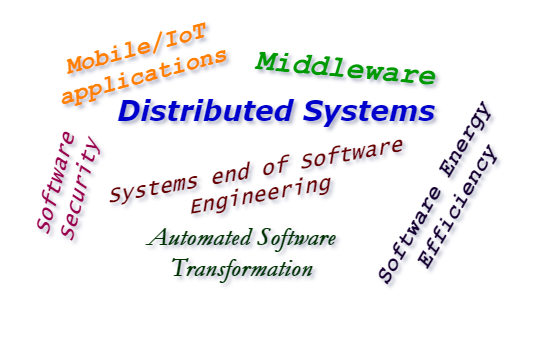 Mobile/IoT
applications
Middleware
Distributed Systems
Software
Security
Systems end of Software
Engineering
Software Energy
Efficiency
Automated Software
Transformation